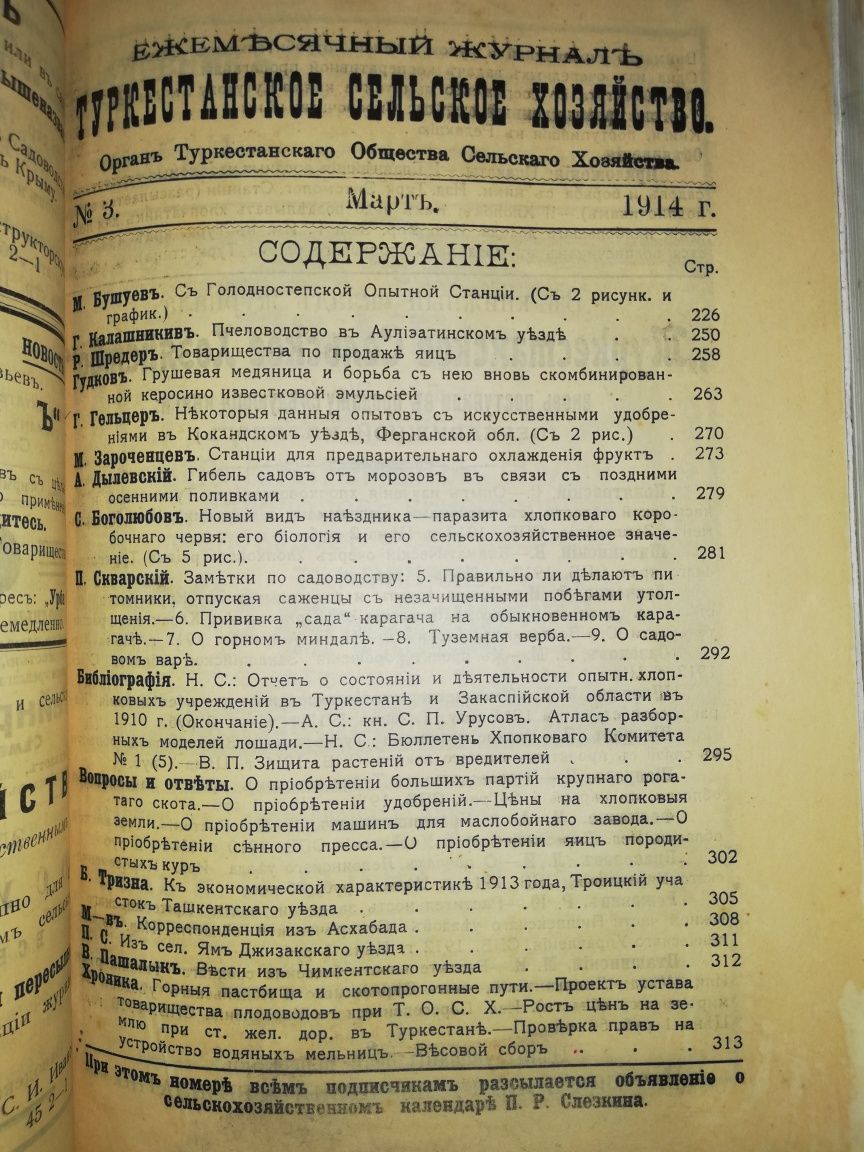 ЕЖЕМѢСЯЧНЫЙ ЖУРНАЛЪ
ТУРКЕСТАНСКОЕ СЕЛЬСКОЕ ХОЗЯЙСТВО.
Органъ Туркестанскаго Общества Сельскаго Хозяйства.
№ 3. Мартъ. 1914 г.
СОДЕРЖАНІЕ:
Стр.
М. Бушуевъ. Съ Голодностепской Опытной Станціи. (Съ 2 рисунк. и
график.) . . . . . . . . 226
Г. Калашникивъ. Пчеловодство въ Ауліэатинскомъ уѣздѣ . . 250
Р. Шредеръ. Товарищества по продажѣ яицъ . . . . 258
Гудковъ. Грушевая медяница и борьба съ нею вновь скомбинирован-
ной керосино известковой эмульсіей . . . . . 263
Г. Гельцеръ. Нѣкоторыя данныя опытовъ съ искусственными удобре-
ніями въ Кокандскомъ уѣздѣ, Ферганской обл. (Съ 2 рис.) . 270
М. Зароченцевъ. Станціи для предварительнаго охлажденія фруктъ . 273
А. Дылевскій. Гибель садовъ отъ морозовъ въ связи съ поздними
осенними поливками . . . . . . . . 279
С. Боголюбовъ. Новый видъ наѣздника—паразита хлопковаго коро-
бочнаго червя: его біологія и его сельскохозяйственное значе-
ніе. (Съ 5 рис.). . . . . . . . . 281
П. Скварскій. Замѣтки по садоводству: 5. Правильно ли дѣлаютъ пи
томники, отпуская саженцы съ незачищенными побѣгами утол-
щенія.—6. Прививка „сада“ карагача на обыкновенномъ кара-
гачѣ.—7. О горномъ миндалѣ. —8. Туземная верба.—9. О садо-
вомъ варѣ. . . . . . . . . . 292
Библіографія. Н. С.: Отчетъ о состояніи и дѣятельности опытн. хлоп-
ковыхъ учрежденій въ Туркестанѣ и Закаспійской области въ
1910 г. (Окончаніе).—А. С.: кн. С. П. Урусовъ. Атласъ разбор-
ныхъ моделей лошади.—Н. С.: Бюллетень Хпопковаго Комитета
№ 1 (5).— В. П. Зищита растеній отъ вредителей . . . 295
Вопросы и отвѣты. О пріобрѣтеніи большихъ партій крупнаго рога-
таго скота.—О пріобрѣтеніи удобреній.—Цѣны на хлопковыя
земли.—О пріобрѣтеніи машинъ для маслобойнаго завода.—О
пріобрѣтеніи сѣннаго пресса.—О пріобрѣтеніи яицъ породи-
стыхъ куръ . . . . . . . . 302
Б. Тризна. Къ экономической характеристикѣ 1913 года, Троицкій уча
стокъ Ташкентскаго уѣзда . . . . . . . 305
М—въ. Корреспонденція изъ Асхабада . . . . . . 308
П. С. Изъ сел. Ямъ Джизакскаго уѣзда . . . . . . 311
В. Пашалыкъ. Вѣсти изъ Чимкентскаго уѣзда . . . . 312
Хроника. Горныя пастбища и скотопрогонные пути.—Проектъ устава
товарищества плодоводовъ при Т. О. С. Х.—Ростъ цѣнъ на зе-
млю при ст. жел. дор. въ Туркестанѣ.—Провѣрка правъ на
устройство водяныхъ мельницъ.—Вѣсовой сборъ . . . . 313
При этомъ номерѣ всѣмъ подписчикамъ разсылается объявленіе о
сельскохозяйственномъ календарѣ П. Р. Слезкина.